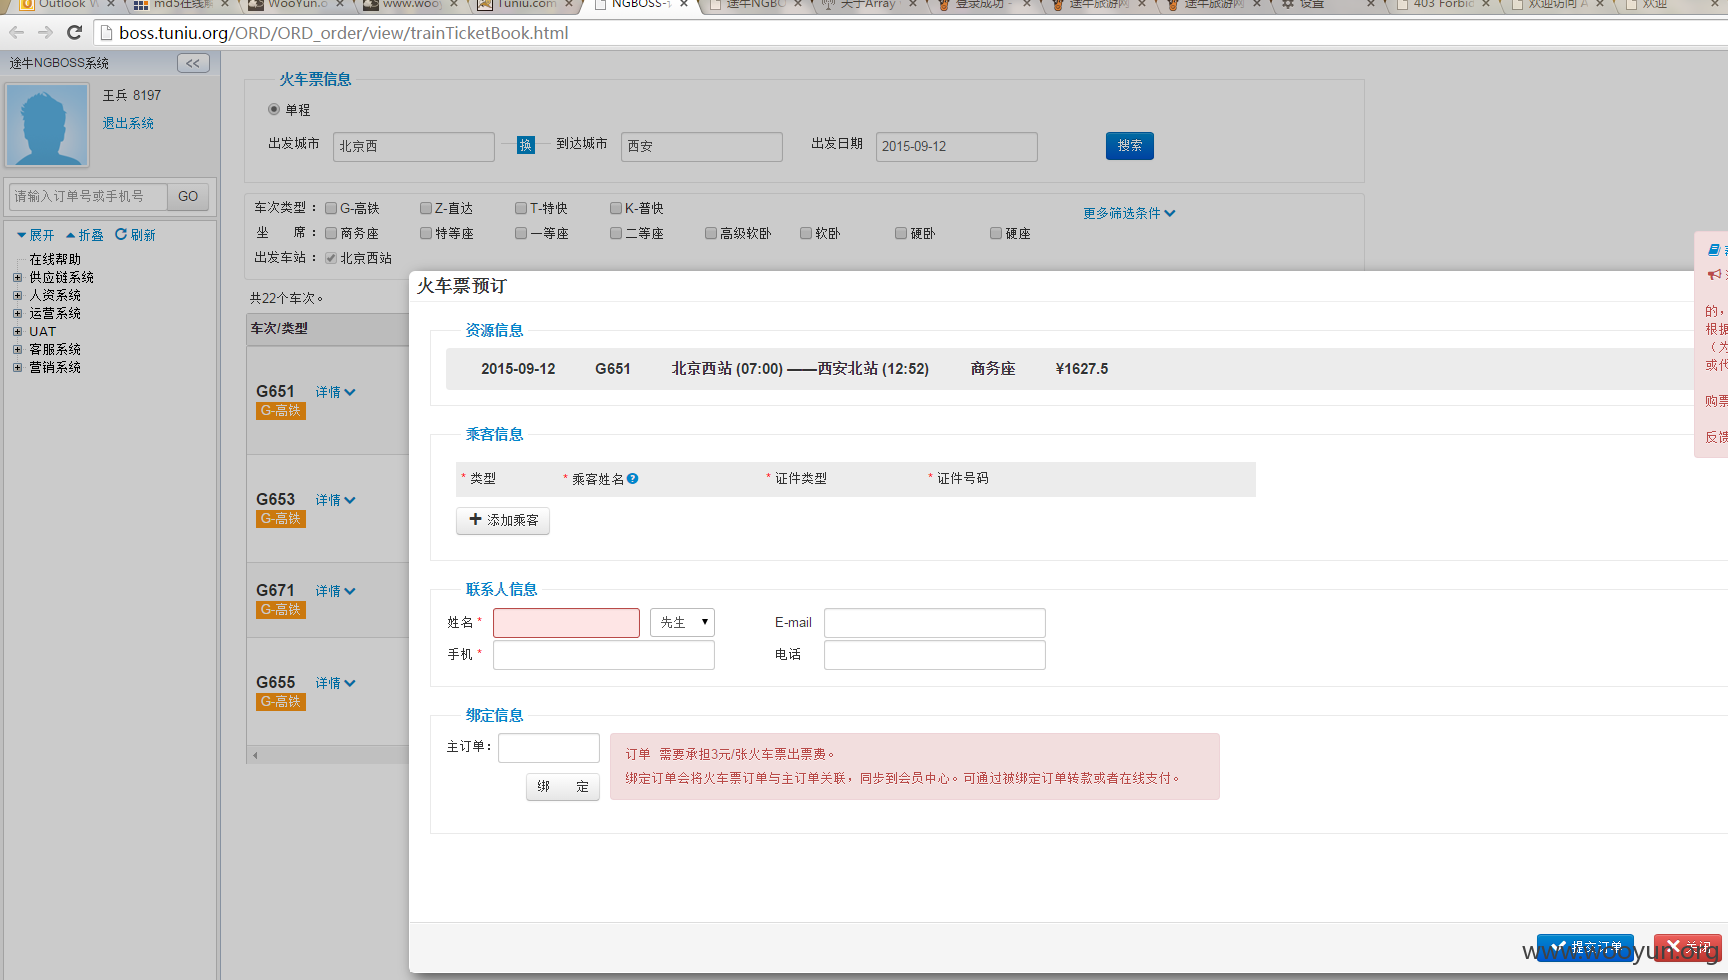 Outlook W
md5在线
WooYun.o
www.woo
Tuniu.com
NGBOSS-
途牛NGBO
关于Array
登录成功 -
途牛旅游网
途牛旅游网
设置
403 Forbid
欢迎访问 A
欢迎
boss.tuniu.org/ORD/ORD_order/view/trainTicketBook.html
途牛NGBOSS系统
<<
王兵 8197
退出系统
请输入订单号或手机号
GO
展开 折叠 刷新
在线帮助
供应链系统
人资系统
运营系统
UAT
客服系统
营销系统
火车票信息
单程
出发城市 北京西 换 到达城市 西安 出发日期 2015-09-12 搜索
车次类型： G-高铁 Z-直达 T-特快 K-普快 更多筛选条件
坐 席： 商务座 特等座 一等座 二等座 高级软卧 软卧 硬卧 硬座
出发车站： 北京西站
共22个车次。
车次/类型
G651 详情
G-高铁
G653 详情
G-高铁
G671 详情
G-高铁
G655 详情
G-高铁
火车票预订
资源信息
2015-09-12 G651 北京西站 (07:00) ——西安北站 (12:52) 商务座 ¥1627.5
乘客信息
* 类型 * 乘客姓名 * 证件类型 * 证件号码
添加乘客
联系人信息
姓名 * 先生 E-mail
手机 * 电话
绑定信息
主订单：
绑 定
订单 需要承担3元/张火车票出票费。
绑定订单会将火车票订单与主订单关联，同步到会员中心。可通过被绑定订单转款或者在线支付。
的，
根据
（为
或代
购票
反馈
提交订单
关闭
www.wooyun.org